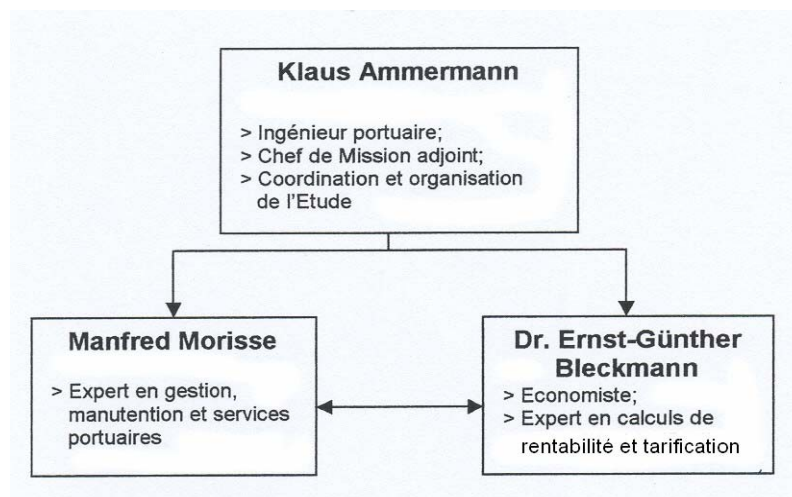 Klaus Ammermann
> Ingénieur portuaire;
> Chef de Mission adjoint;
> Coordination et organisation
de l'Etude
Manfred Morisse
> Expert en gestion,
manutention et services
portuaires
Dr. Ernst-Günther
Bleckmann
> Economiste;
> Expert en calculs de
rentabilité et tarification